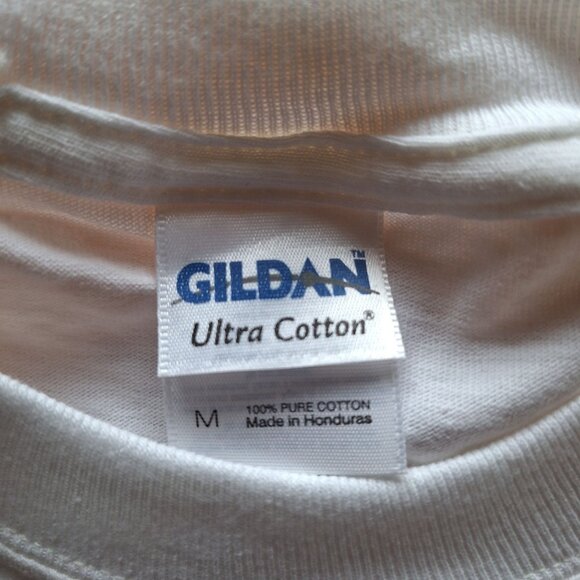 GILDAN™
Ultra Cotton®
M
100% PURE COTTON
Made in Honduras